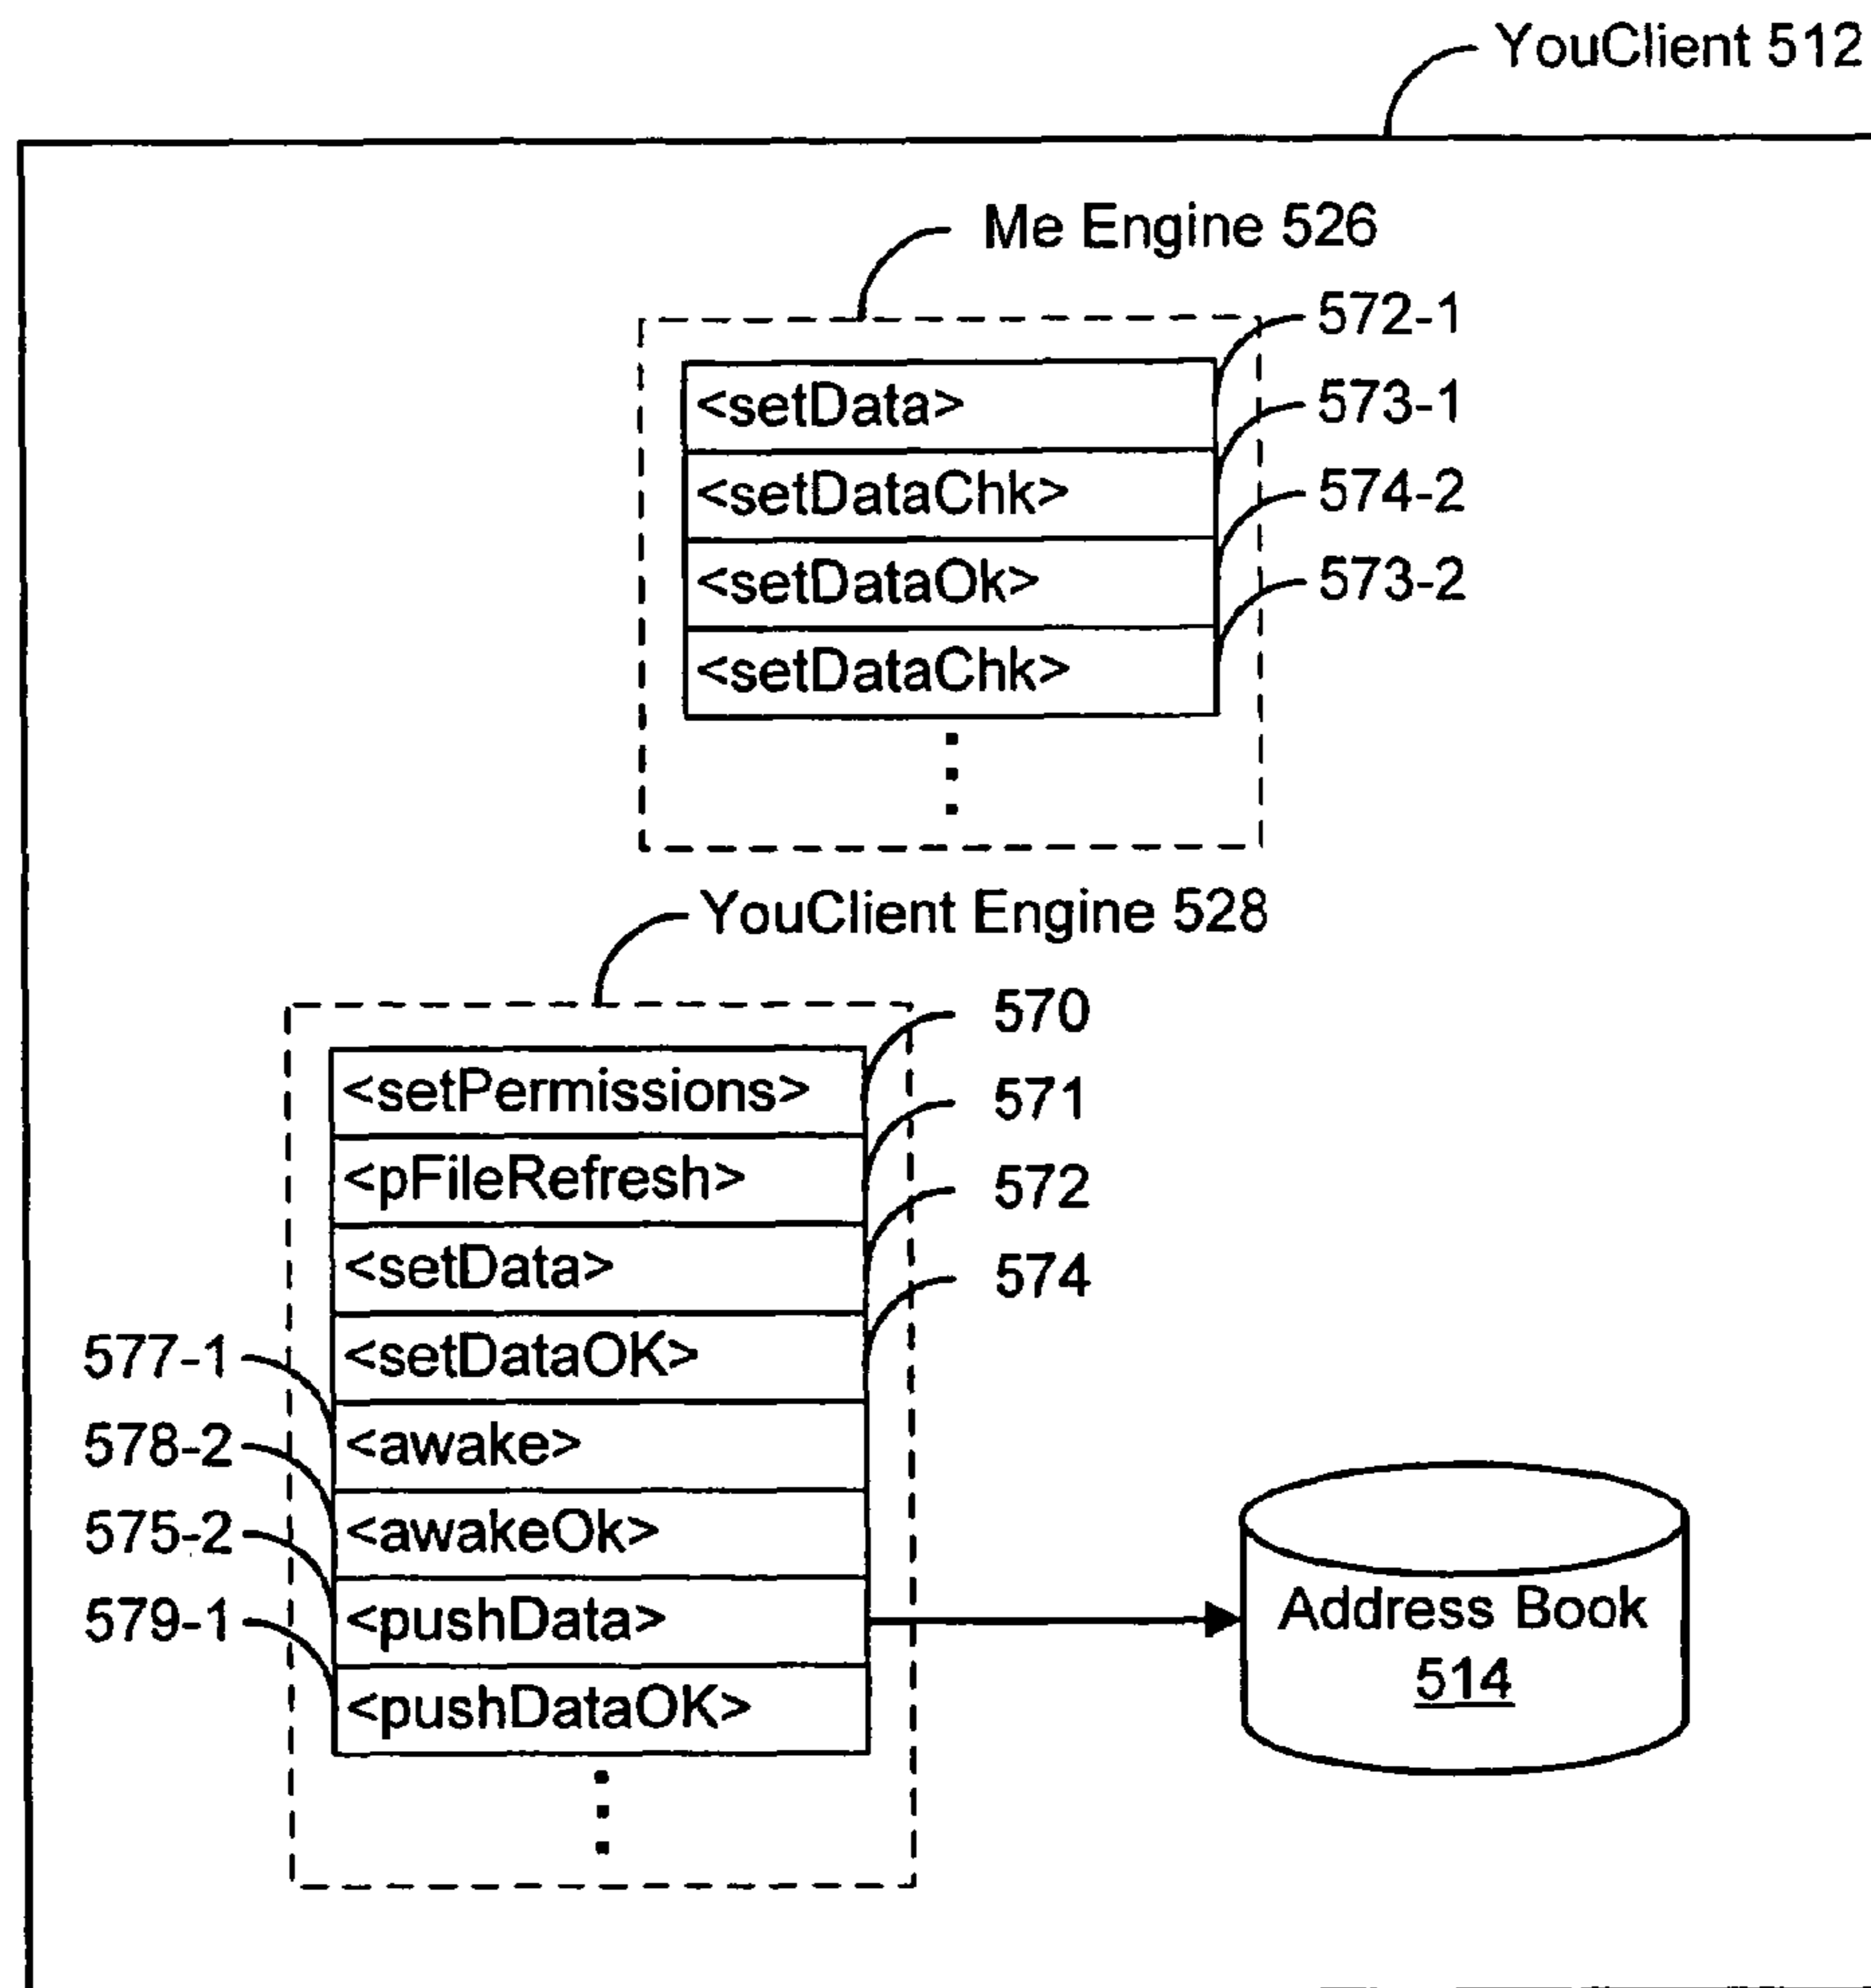 YouClient 512
Me Engine 526
572-1
<setData>
573-1
<setDataChk>
574-2
<setDataOk>
573-2
<setDataChk>
YouClient Engine 528
570
<setPermissions>
571
<pFileRefresh>
572
<setData>
574
<setDataOK>
577-1
<awake>
578-2
<awakeOk>
575-2
<pushData>
579-1
<pushDataOK>
Address Book
514